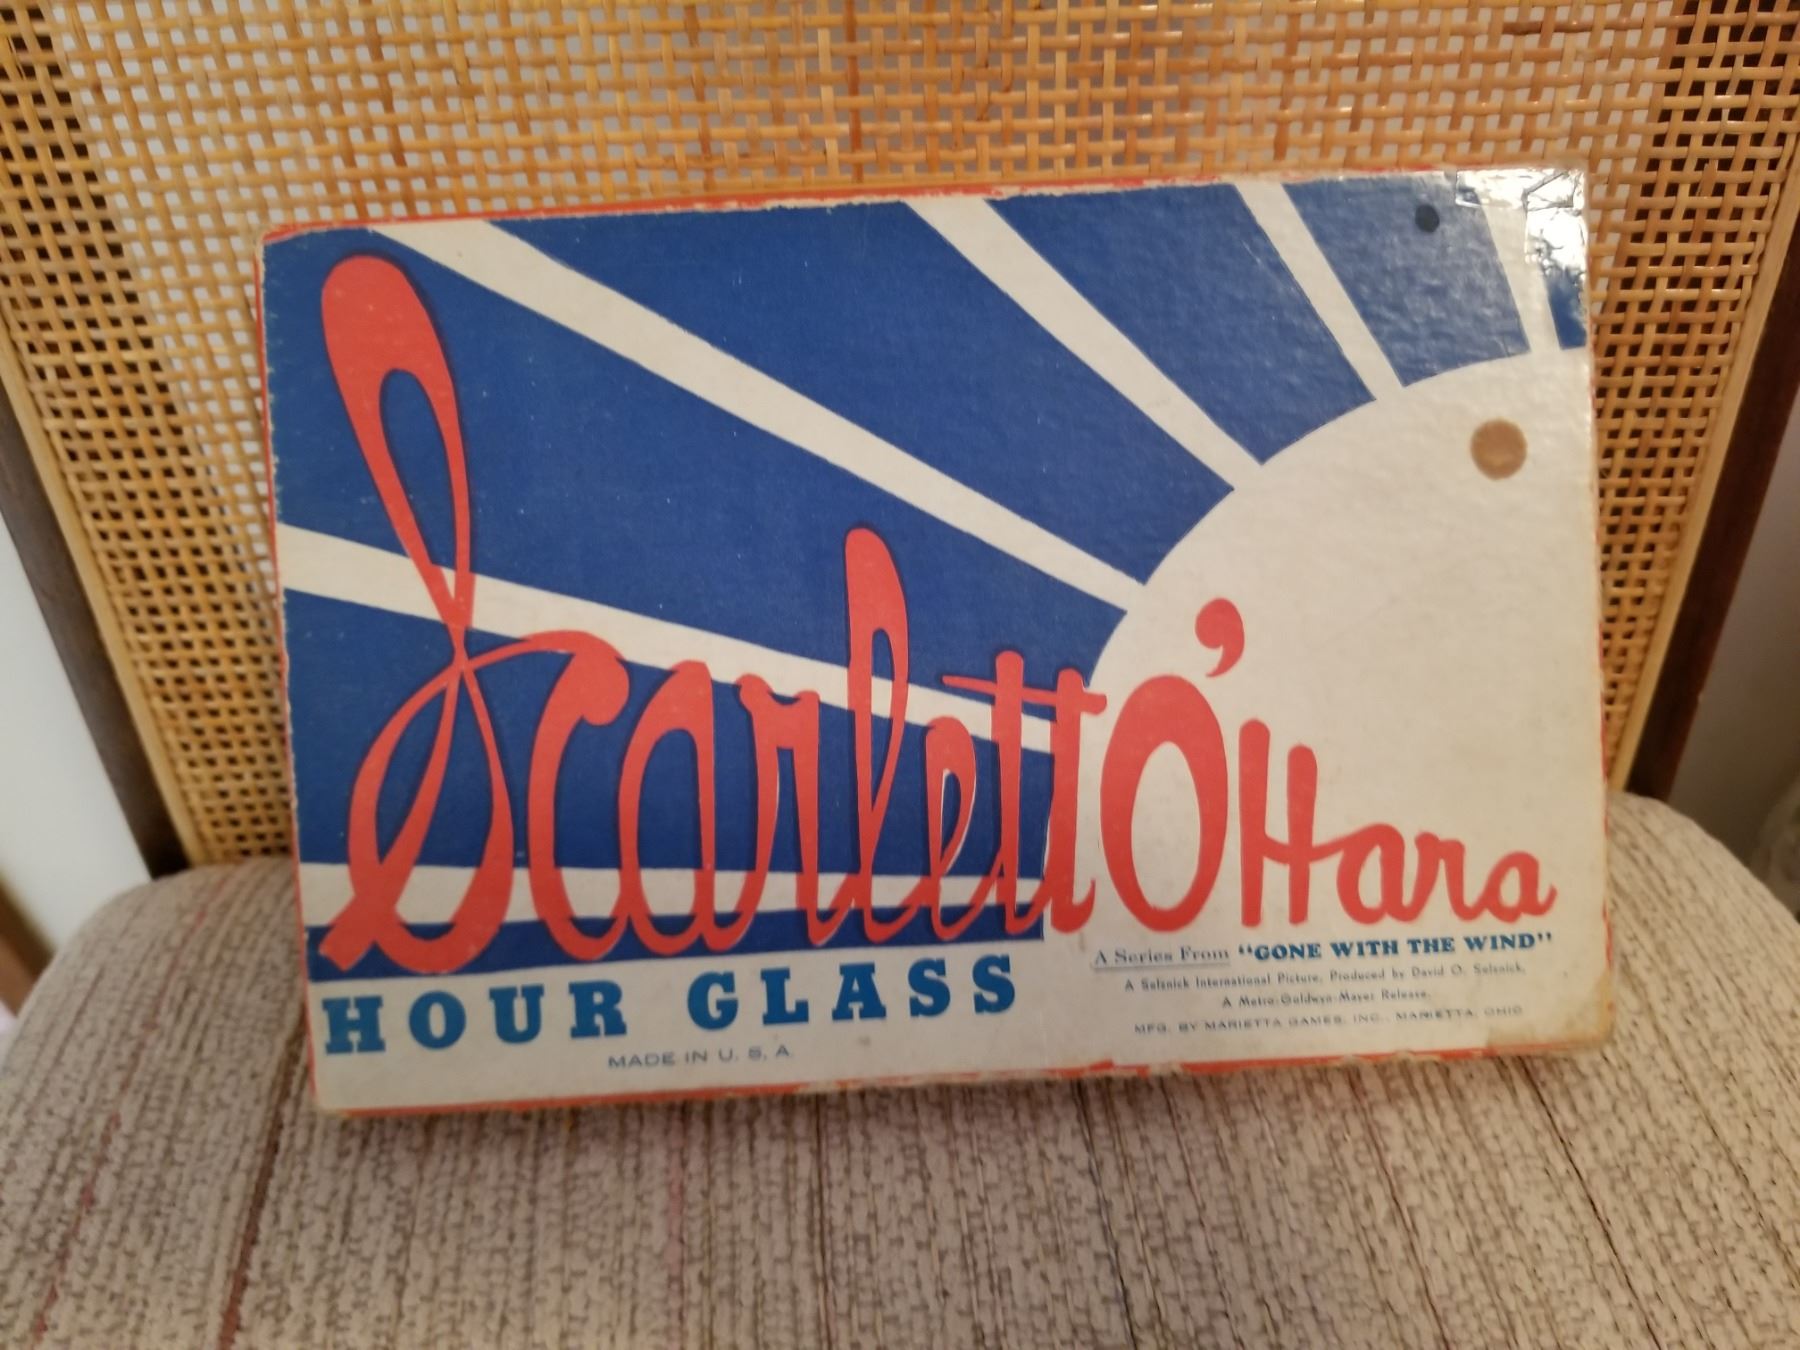 Scarlett O'Hara
HOUR GLASS
MADE IN U. S. A.
A Series From "GONE WITH THE WIND"
A Selznick International Picture, Produced by David O. Selznick,
A Metro-Goldwyn-Mayer Release.
MFG. BY MARIETTA GAMES, INC., MARIETTA, OHIO